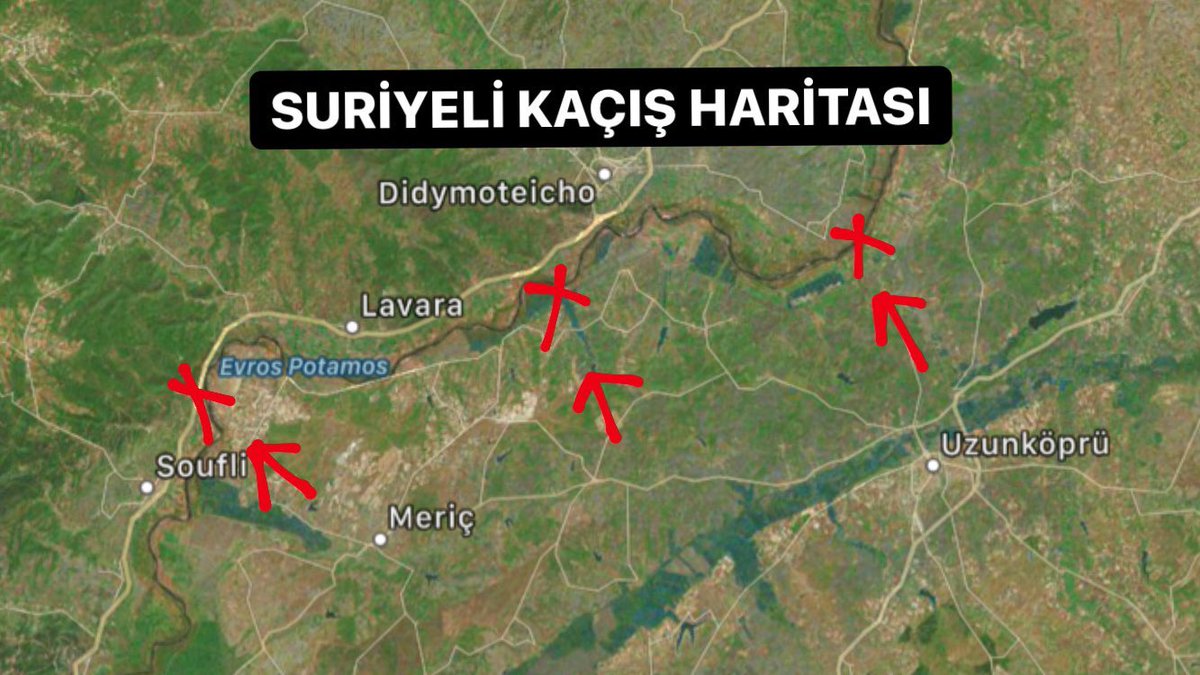 SURİYELİ KAÇIŞ HARİTASI
Didymoteicho
Lavara
Evros Potamos
Uzunköprü
Soufli
Meriç